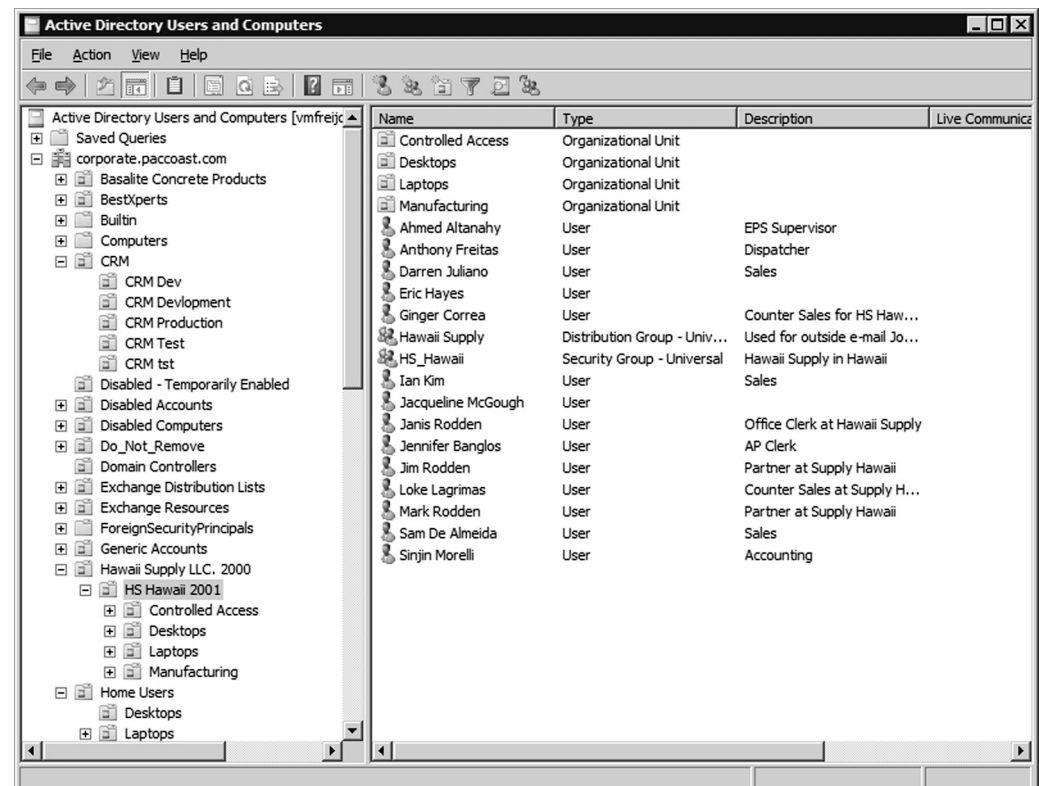 Active Directory Users and Computers
File Action View Help
Active Directory Users and Computers [vmfreijc
Saved Queries
corporate.paccoast.com
Basalite Concrete Products
BestXperts
Builtin
Computers
CRM
CRM Dev
CRM Devlopment
CRM Production
CRM Test
CRM tst
Disabled - Temporarily Enabled
Disabled Accounts
Disabled Computers
Do_Not_Remove
Domain Controllers
Exchange Distribution Lists
Exchange Resources
ForeignSecurityPrincipals
Generic Accounts
Hawaii Supply LLC. 2000
HS Hawaii 2001
Controlled Access
Desktops
Laptops
Manufacturing
Home Users
Desktops
Laptops
Name Type Description Live Communica
Controlled Access Organizational Unit
Desktops Organizational Unit
Laptops Organizational Unit
Manufacturing Organizational Unit
Ahmed Altanahy User EPS Supervisor
Anthony Freitas User Dispatcher
Darren Juliano User Sales
Eric Hayes User
Ginger Correa User Counter Sales for HS Haw...
Hawaii Supply Distribution Group - Univ... Used for outside e-mail Jo...
HS_Hawaii Security Group - Universal Hawaii Supply in Hawaii
Ian Kim User Sales
Jacqueline McGough User
Janis Rodden User Office Clerk at Hawaii Supply
Jennifer Banglos User AP Clerk
Jim Rodden User Partner at Supply Hawaii
Loke Lagrimas User Counter Sales at Supply H...
Mark Rodden User Partner at Supply Hawaii
Sam De Almeida User Sales
Sinjin Morelli User Accounting